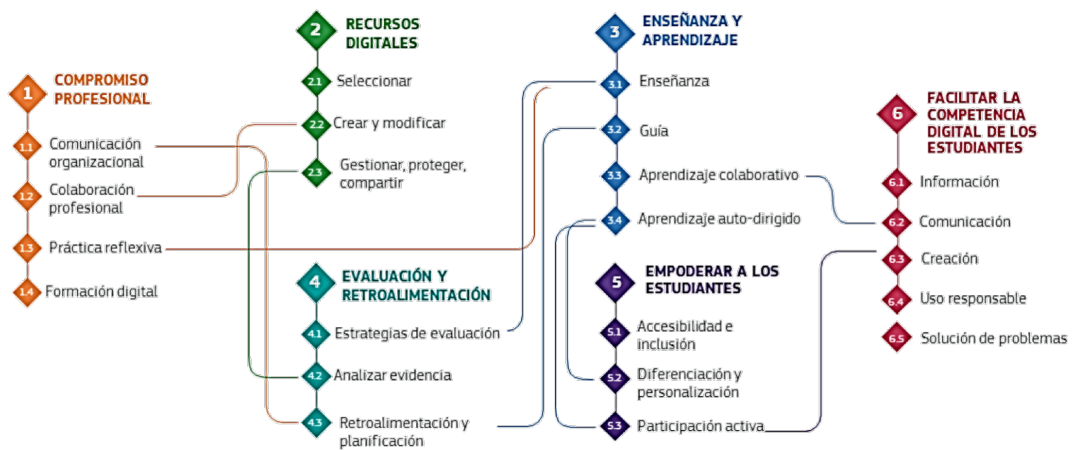 1
COMPROMISO
PROFESIONAL
1.1
Comunicación
organizacional
1.2
Colaboración
profesional
1.3
Práctica reflexiva
1.4
Formación digital
2
RECURSOS
DIGITALES
2.1
Seleccionar
2.2
Crear y modificar
2.3
Gestionar, proteger,
compartir
3
ENSEÑANZA Y
APRENDIZAJE
3.1
Enseñanza
3.2
Guía
3.3
Aprendizaje colaborativo
3.4
Aprendizaje auto-dirigido
4
EVALUACIÓN Y
RETROALIMENTACIÓN
4.1
Estrategias de evaluación
4.2
Analizar evidencia
4.3
Retroalimentación y
planificación
5
EMPODERAR A LOS
ESTUDIANTES
5.1
Accesibilidad e
inclusión
5.2
Diferenciación y
personalización
5.3
Participación activa
6
FACILITAR LA
COMPETENCIA
DIGITAL DE LOS
ESTUDIANTES
6.1
Información
6.2
Comunicación
6.3
Creación
6.4
Uso responsable
6.5
Solución de problemas